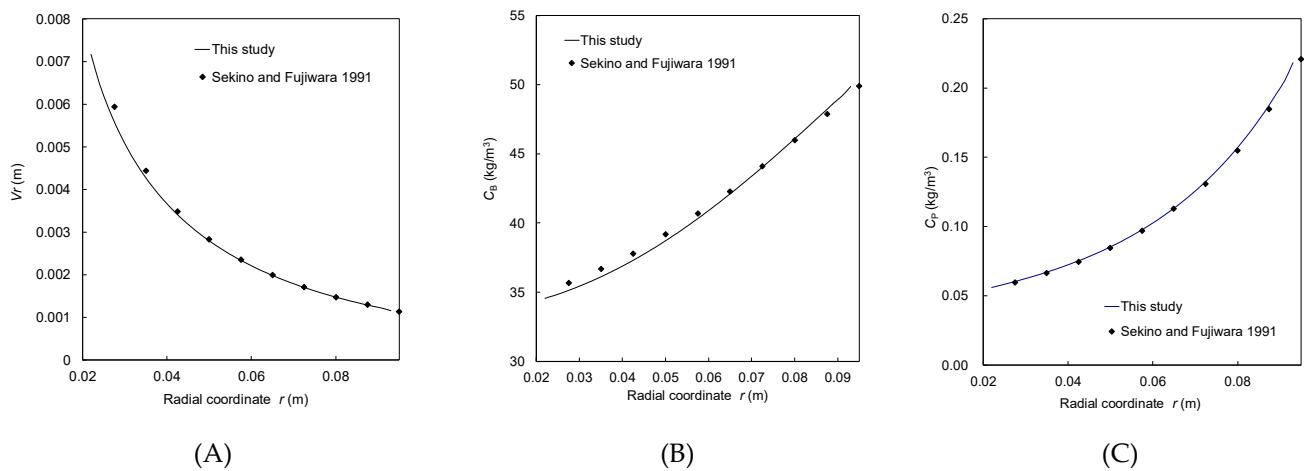 0.008
0.007
0.006
0.005
0.004
0.003
0.002
0.001
0
Vr (m)
This study
Sekino and Fujiwara 1991
0.02 0.04 0.06 0.08
Radial coordinate r (m)
(A)
55
50
45
40
35
30
C_B (kg/m³)
This study
Sekino and Fujiwara 1991
0.02 0.03 0.04 0.05 0.06 0.07 0.08 0.09
Radial coordinate r (m)
(B)
0.25
0.20
0.15
0.10
0.05
0.00
C_P (kg/m³)
This study
Sekino and Fujiwara 1991
0.02 0.04 0.06 0.08
Radial coordinate r (m)
(C)